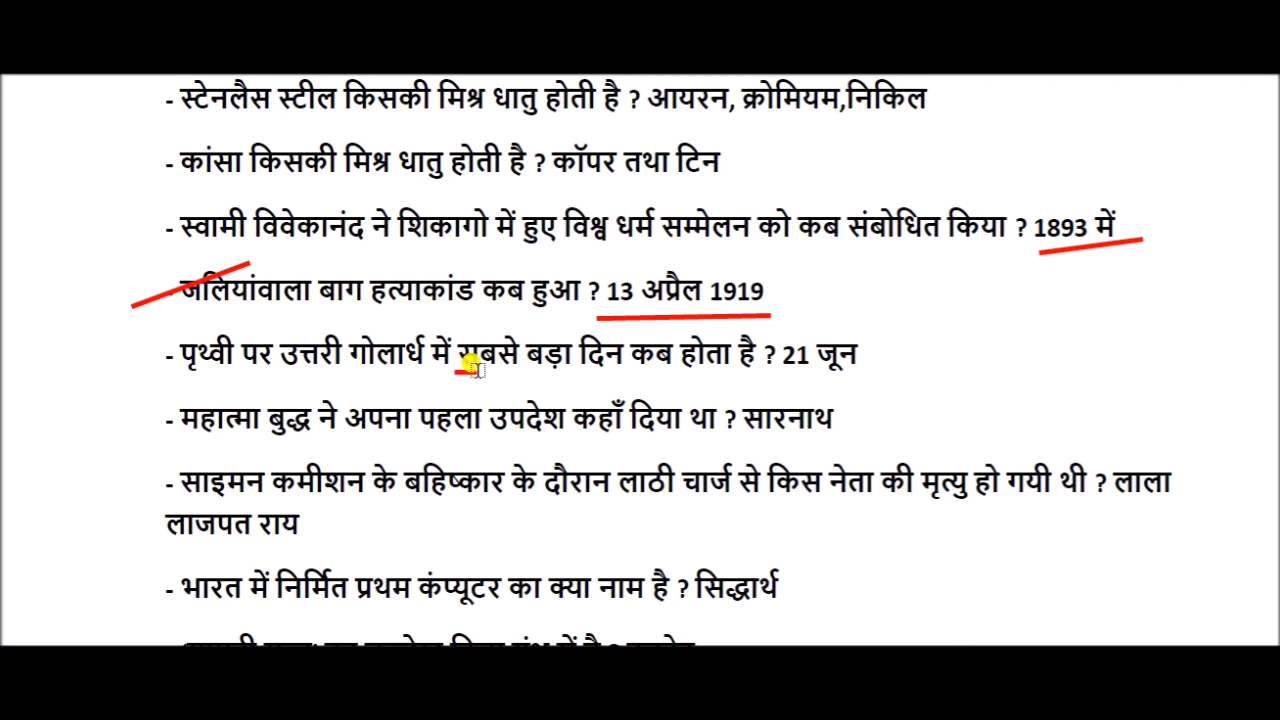 - स्टेनलैस स्टील किसकी मिश्र धातु होती है ? आयरन, क्रोमियम,निकिल
- कांसा किसकी मिश्र धातु होती है ? कॉपर तथा टिन
- स्वामी विवेकानंद ने शिकागो में हुए विश्व धर्म सम्मेलन को कब संबोधित किया ? 1893 में
- जलियांवाला बाग हत्याकांड कब हुआ ? 13 अप्रैल 1919
- पृथ्वी पर उत्तरी गोलार्ध में सबसे बड़ा दिन कब होता है ? 21 जून
- महात्मा बुद्ध ने अपना पहला उपदेश कहाँ दिया था ? सारनाथ
- साइमन कमीशन के बहिष्कार के दौरान लाठी चार्ज से किस नेता की मृत्यु हो गयी थी ? लाला
लाजपत राय
- भारत में निर्मित प्रथम कंप्यूटर का क्या नाम है ? सिद्धार्थ